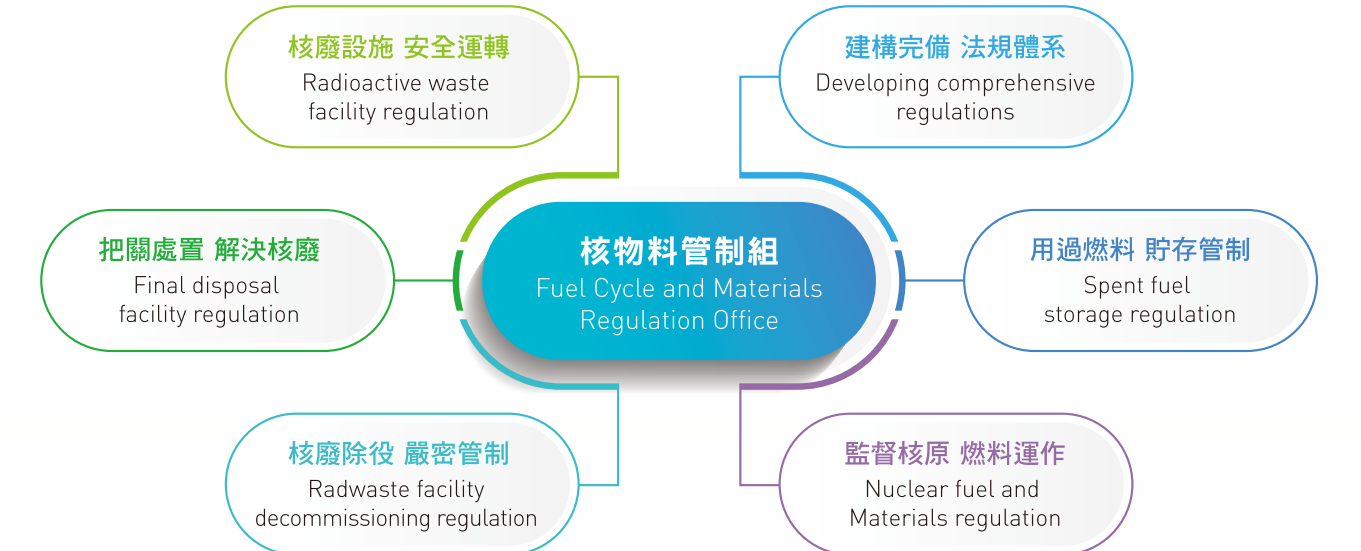 核廢設施 安全運轉
Radioactive waste
facility regulation
建構完備 法規體系
Developing comprehensive
regulations
把關處置 解決核廢
Final disposal
facility regulation
核物料管制組
Fuel Cycle and Materials
Regulation Office
用過燃料 貯存管制
Spent fuel
storage regulation
核廢除役 嚴密管制
Radwaste facility
decommissioning regulation
監督核原 燃料運作
Nuclear fuel and
Materials regulation